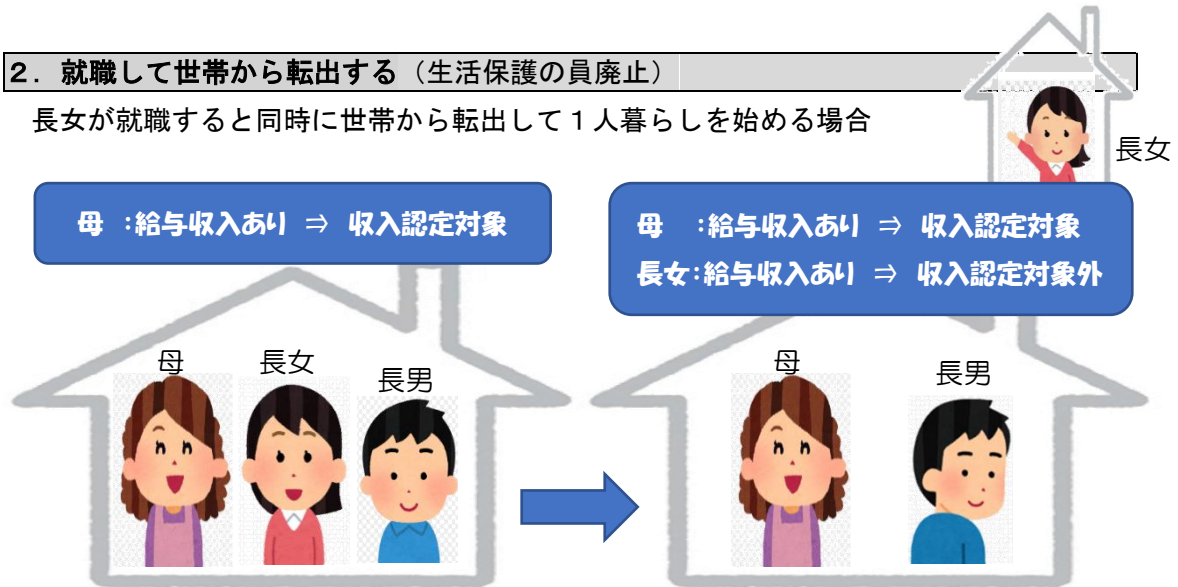 ２．就職して世帯から転出する（生活保護の員廃止）
長女が就職すると同時に世帯から転出して１人暮らしを始める場合
長女
母 ：給与収入あり ⇒ 収入認定対象
母 ：給与収入あり ⇒ 収入認定対象
長女：給与収入あり ⇒ 収入認定対象外
母
長女
長男
母
長男